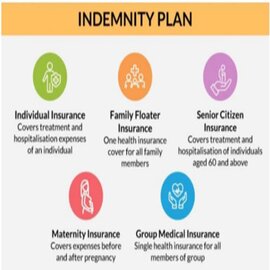 INDEMNITY PLAN
Individual Insurance
Covers treatment and
hospitalisation expenses
of an individual
Family Floater
Insurance
One health insurance
cover for all family
members
Senior Citizen
Insurance
Covers treatment and
hospitalisation of individuals
aged 60 and above
Maternity Insurance
Covers expenses before
and after pregnancy
Group Medical Insurance
Single health insurance for all
members of group